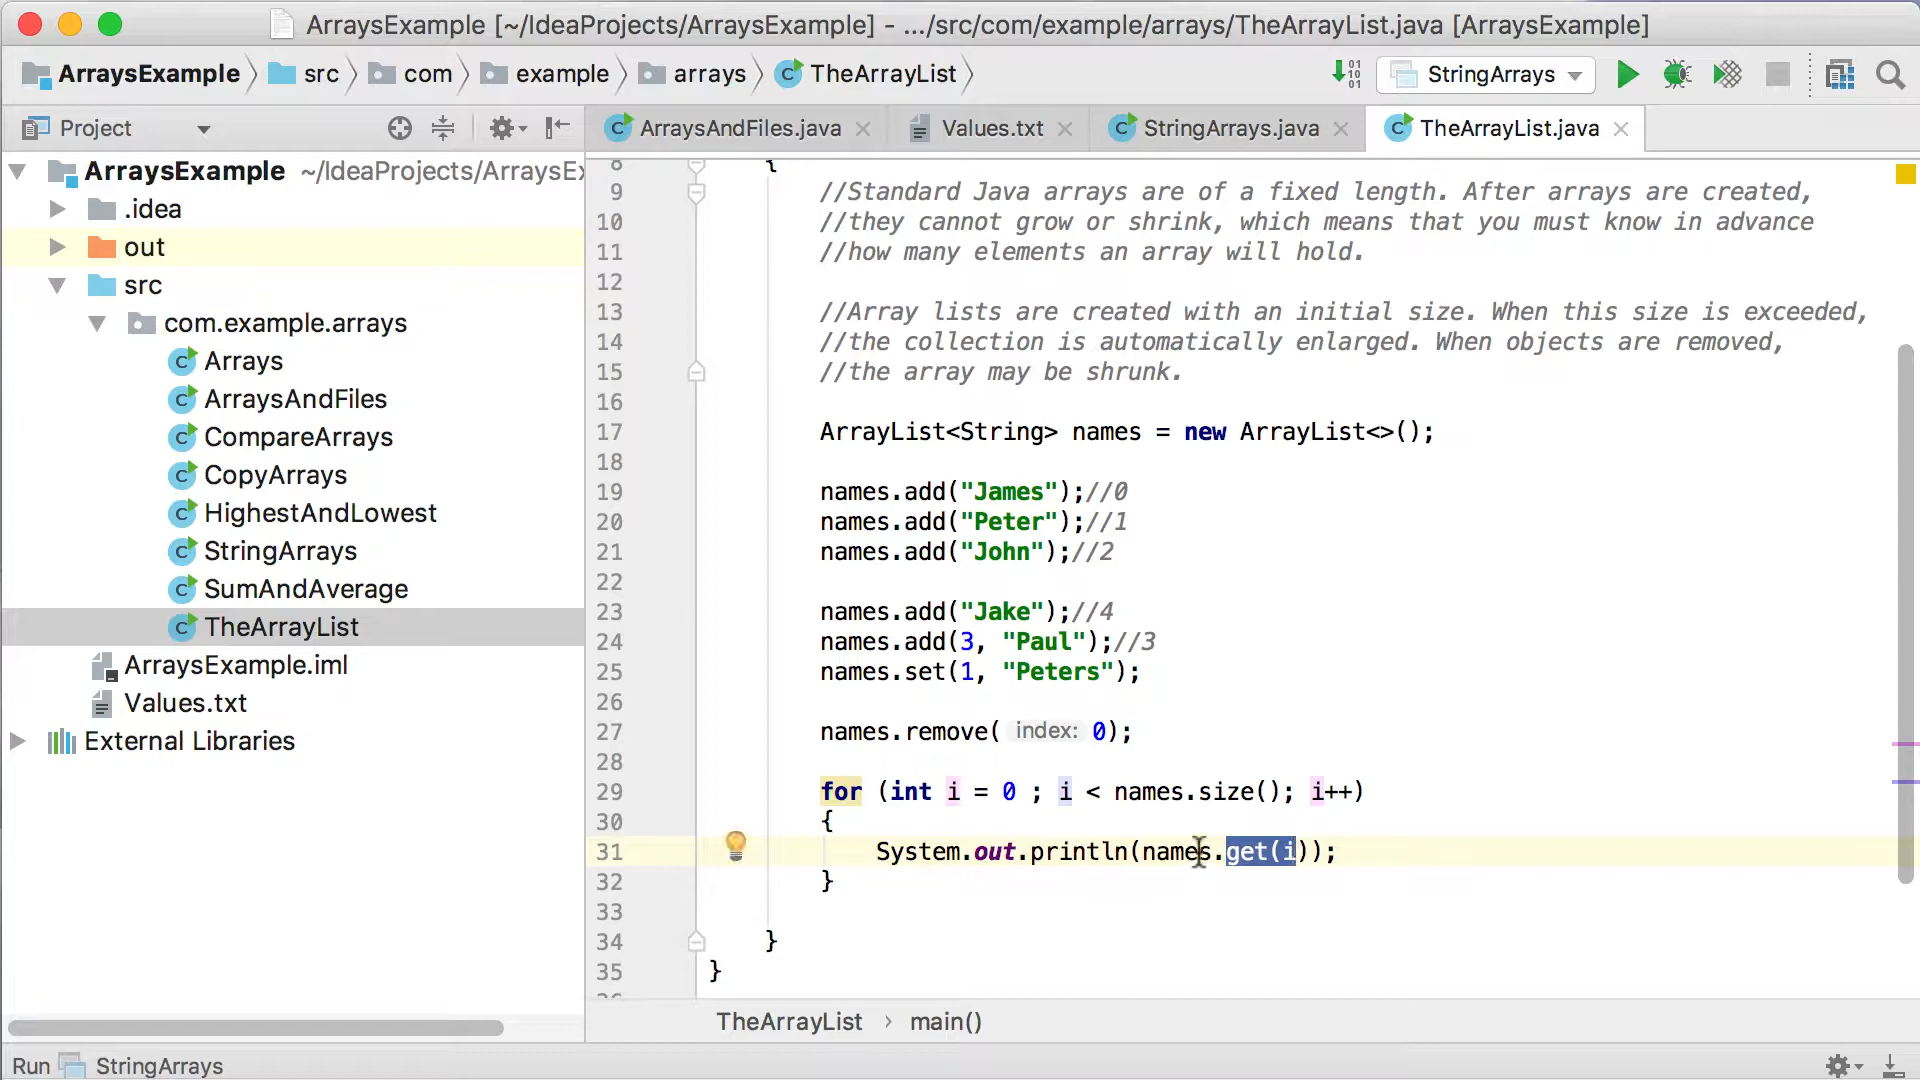 ArraysExample [~/IdeaProjects/ArraysExample] - .../src/com/example/arrays/TheArrayList.java [ArraysExample]
ArraysExample src com example arrays TheArrayList StringArrays
Project
ArraysAndFiles.java Values.txt StringArrays.java TheArrayList.java
ArraysExample ~/IdeaProjects/ArraysEx
.idea
out
src
com.example.arrays
Arrays
ArraysAndFiles
CompareArrays
CopyArrays
HighestAndLowest
StringArrays
SumAndAverage
TheArrayList
ArraysExample.iml
Values.txt
External Libraries
8 {
9 //Standard Java arrays are of a fixed length. After arrays are created,
10 //they cannot grow or shrink, which means that you must know in advance
11 //how many elements an array will hold.
12
13 //Array lists are created with an initial size. When this size is exceeded,
14 //the collection is automatically enlarged. When objects are removed,
15 //the array may be shrunk.
16
17 ArrayList<String> names = new ArrayList<>();
18
19 names.add("James");//0
20 names.add("Peter");//1
21 names.add("John");//2
22
23 names.add("Jake");//4
24 names.add(3, "Paul");//3
25 names.set(1, "Peters");
26
27 names.remove( index: 0);
28
29 for (int i = 0 ; i < names.size(); i++)
30 {
31 System.out.println(names.get(i));
32 }
33
34 }
35 }
TheArrayList › main()
Run StringArrays